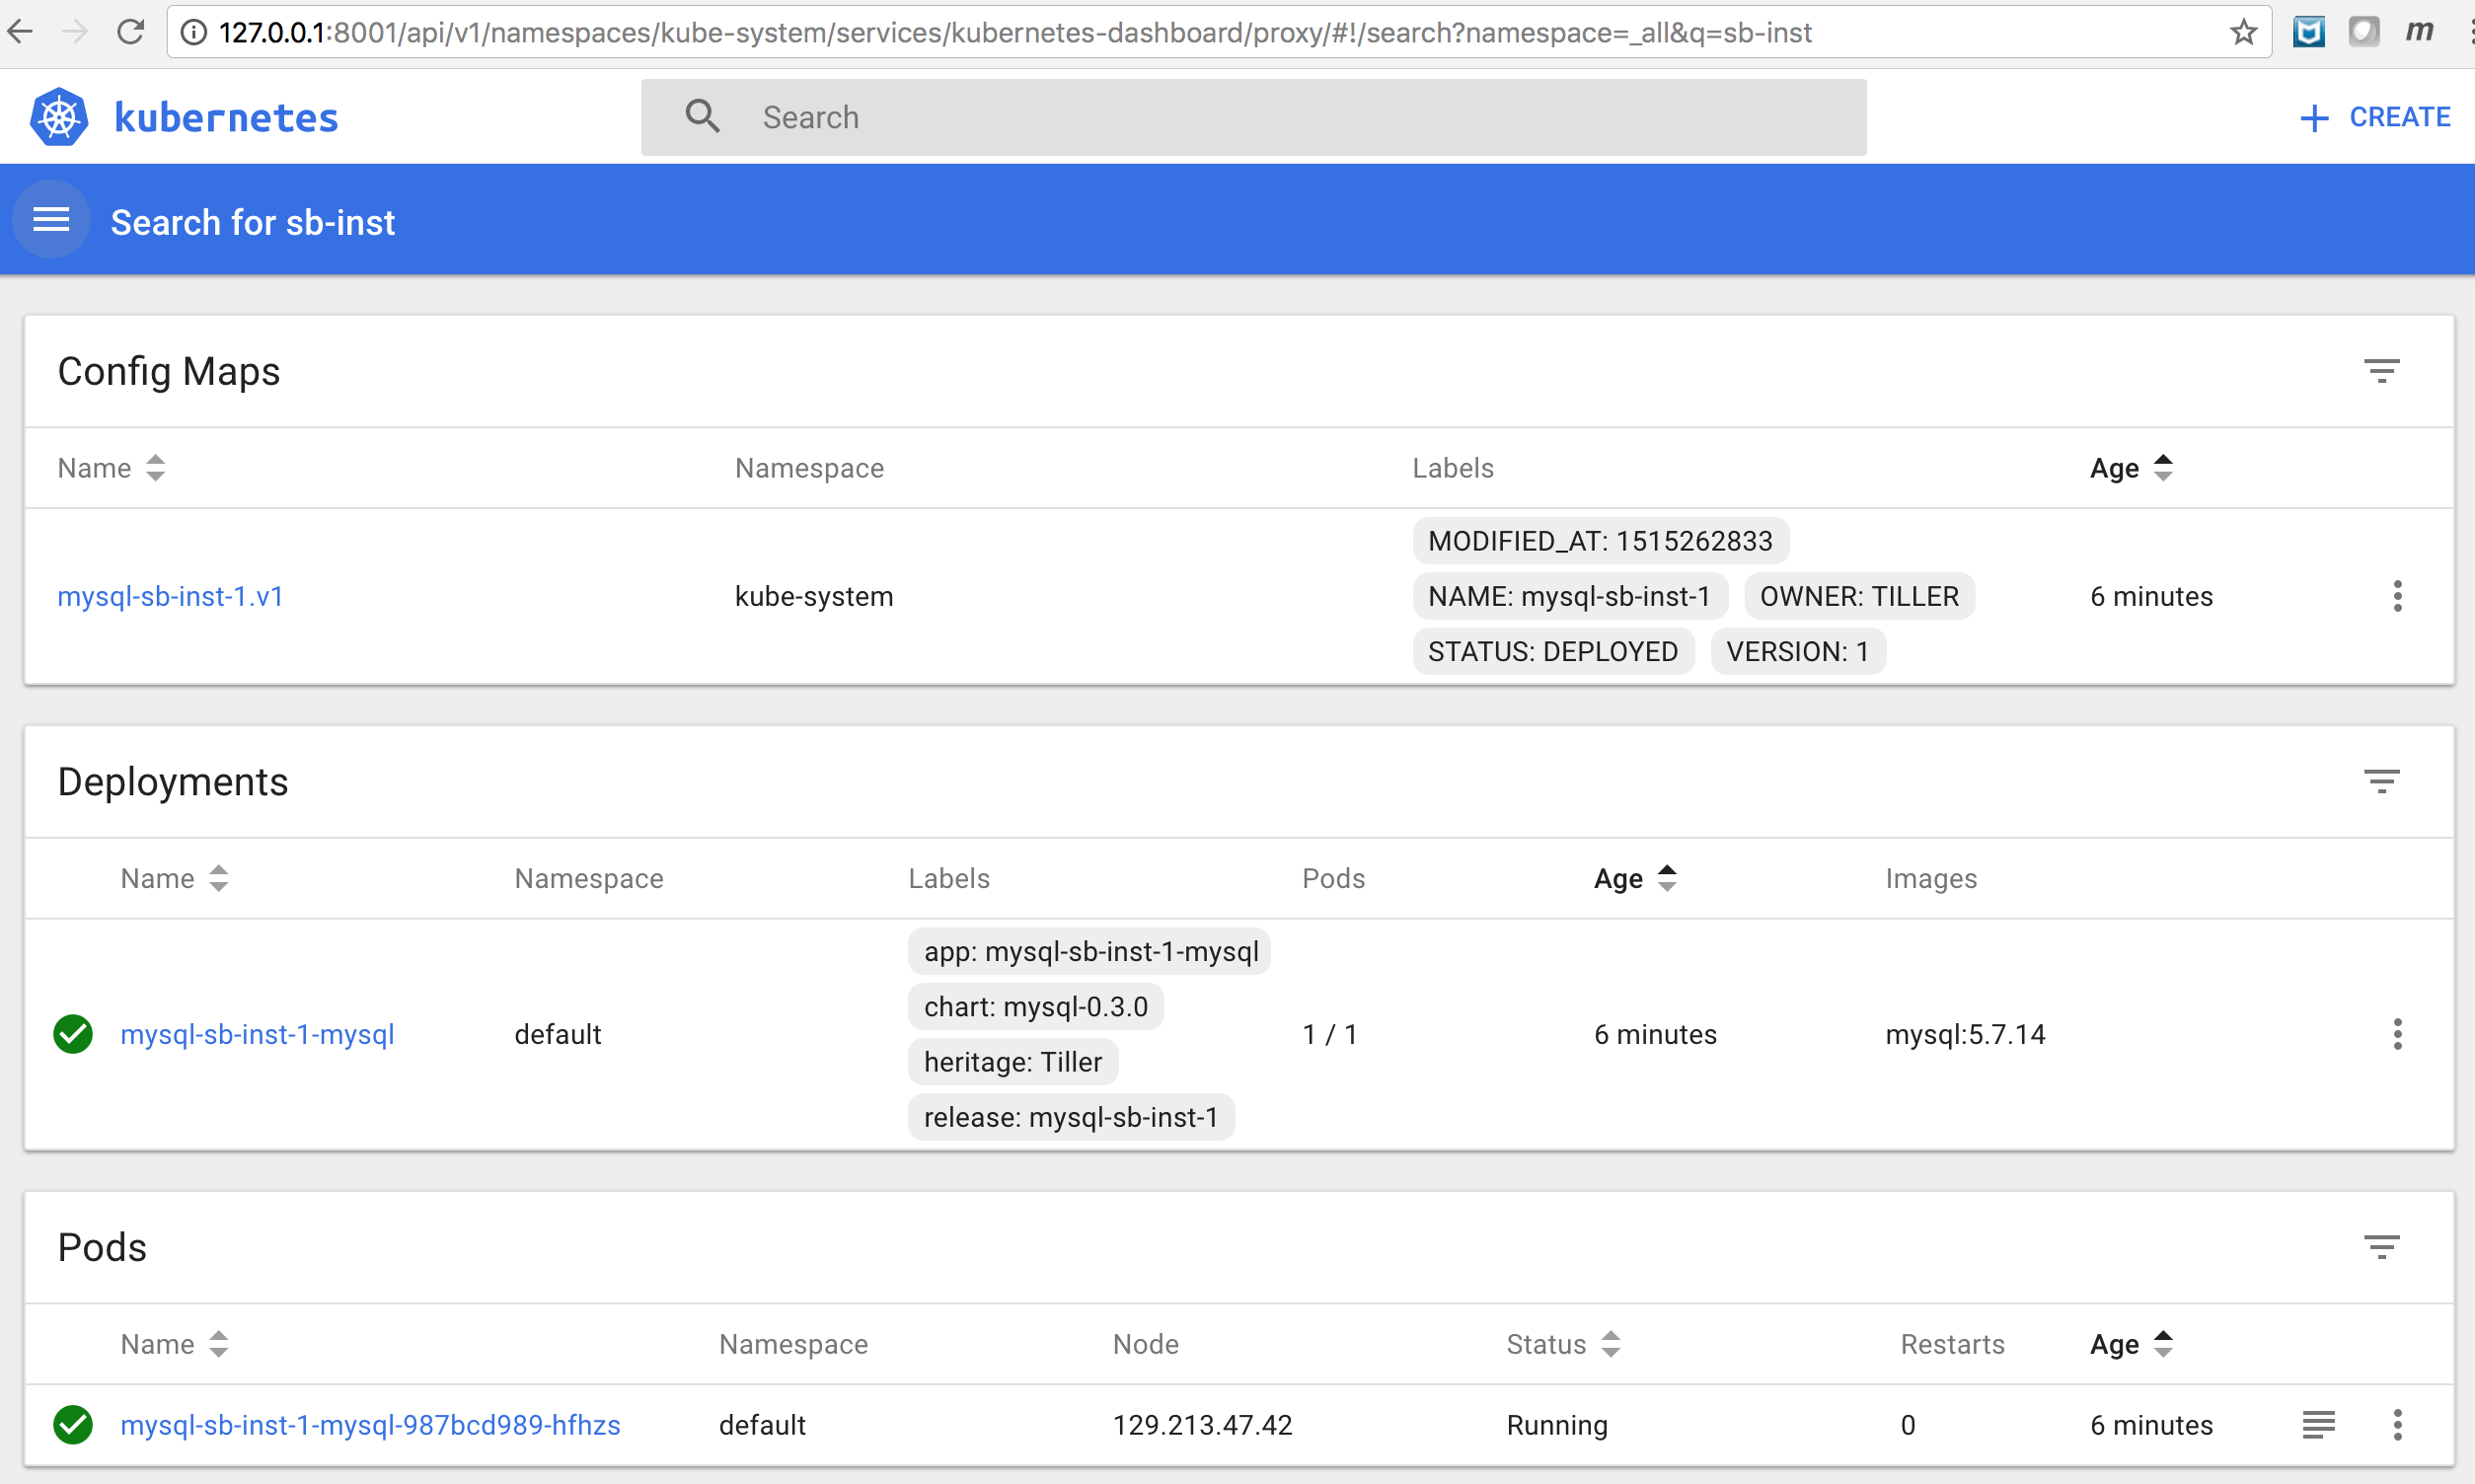 127.0.0.1:8001/api/v1/namespaces/kube-system/services/kubernetes-dashboard/proxy/#!/search?namespace=_all&q=sb-inst
m
kubernetes
Search
CREATE
Search for sb-inst
Config Maps
Name Namespace Labels Age
MODIFIED_AT: 1515262833
mysql-sb-inst-1.v1 kube-system NAME: mysql-sb-inst-1 OWNER: TILLER 6 minutes
STATUS: DEPLOYED VERSION: 1
Deployments
Name Namespace Labels Pods Age Images
app: mysql-sb-inst-1-mysql
chart: mysql-0.3.0
mysql-sb-inst-1-mysql default 1 / 1 6 minutes mysql:5.7.14
heritage: Tiller
release: mysql-sb-inst-1
Pods
Name Namespace Node Status Restarts Age
mysql-sb-inst-1-mysql-987bcd989-hfhzs default 129.213.47.42 Running 0 6 minutes